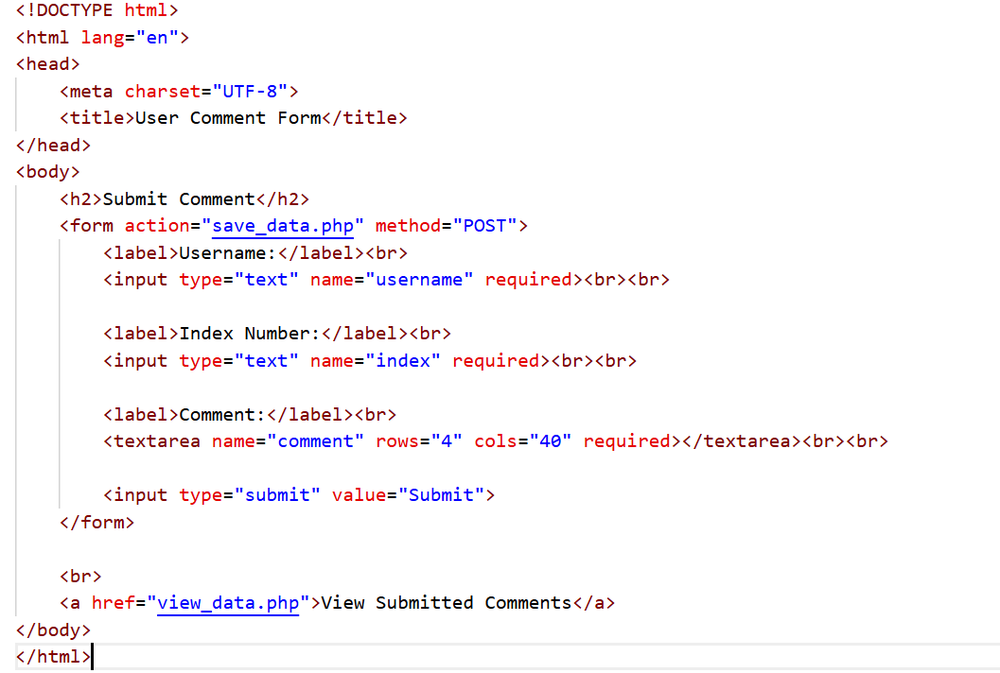 <!DOCTYPE html>
<html lang="en">
<head>
    <meta charset="UTF-8">
    <title>User Comment Form</title>
</head>
<body>
    <h2>Submit Comment</h2>
    <form action="save_data.php" method="POST">
        <label>Username:</label><br>
        <input type="text" name="username" required><br><br>

        <label>Index Number:</label><br>
        <input type="text" name="index" required><br><br>

        <label>Comment:</label><br>
        <textarea name="comment" rows="4" cols="40" required></textarea><br><br>

        <input type="submit" value="Submit">
    </form>

    <br>
    <a href="view_data.php">View Submitted Comments</a>
</body>
</html>